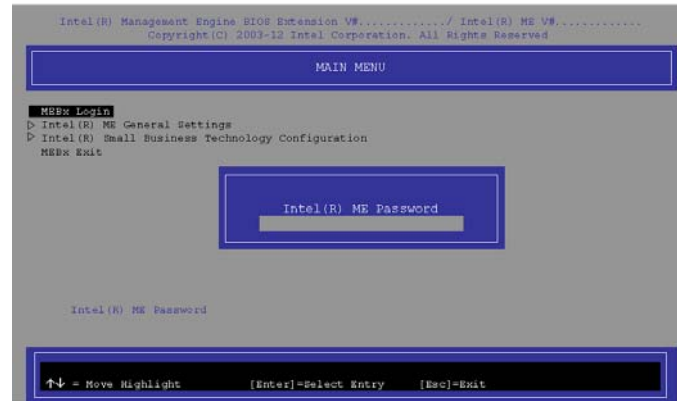 Intel(R) Management Engine BIOS Extension V#............./ Intel(R) ME V#.............
Copyright(C) 2003-12 Intel Corporation. All Rights Reserved
MAIN MENU
MEBx Login
▷ Intel(R) ME General Settings
▷ Intel(R) Small Business Technology Configuration
MEBx Exit
Intel(R) ME Password
Intel(R) ME Password
↑↓ = Move Highlight [Enter]=Select Entry [Esc]=Exit